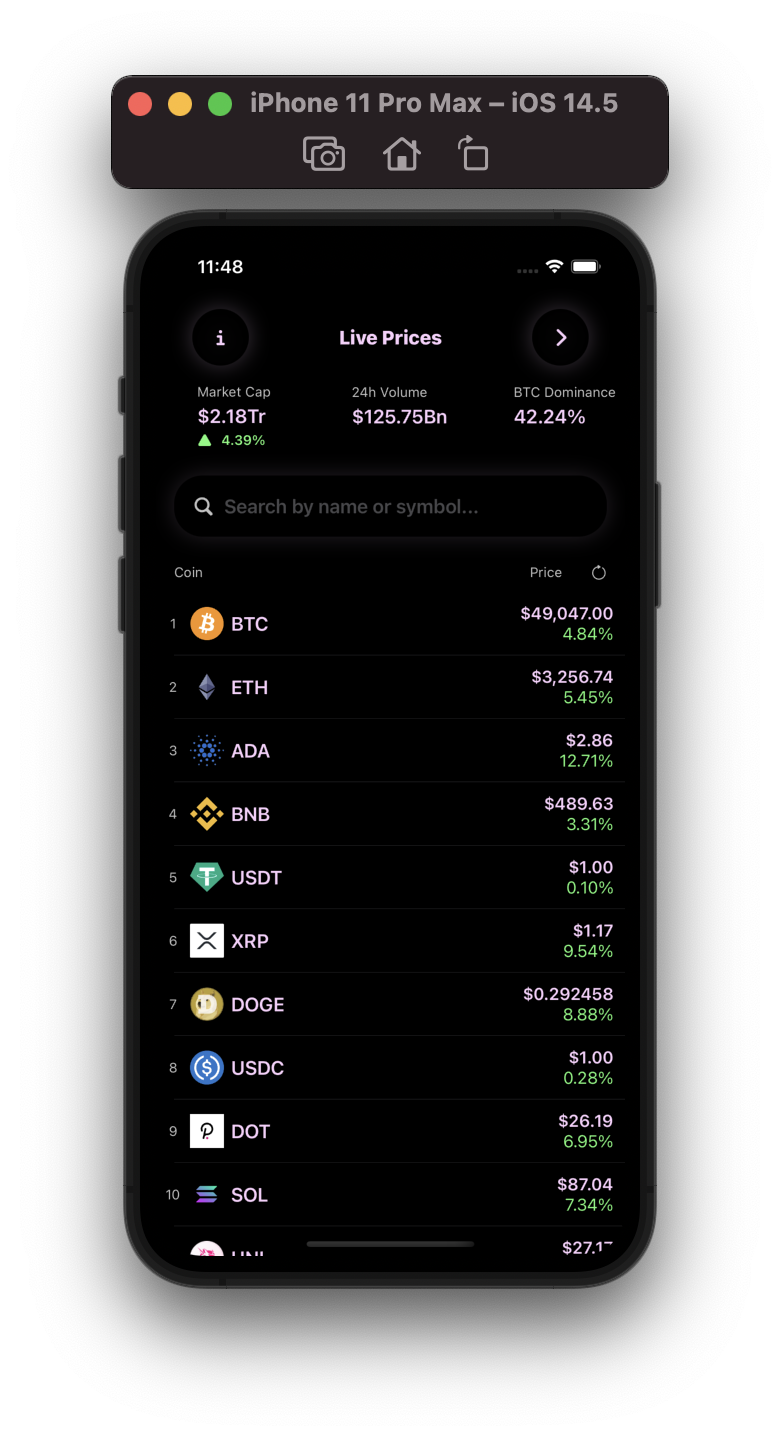 iPhone 11 Pro Max – iOS 14.5
11:48
i
Live Prices
Market Cap
24h Volume
BTC Dominance
$2.18Tr
$125.75Bn
42.24%
4.39%
Search by name or symbol...
Coin
Price
1 BTC $49,047.00
4.84%
2 ETH $3,256.74
5.45%
3 ADA $2.86
12.71%
4 BNB $489.63
3.31%
5 USDT $1.00
0.10%
6 XRP $1.17
9.54%
7 DOGE $0.292458
8.88%
8 USDC $1.00
0.28%
9 DOT $26.19
6.95%
10 SOL $87.04
7.34%